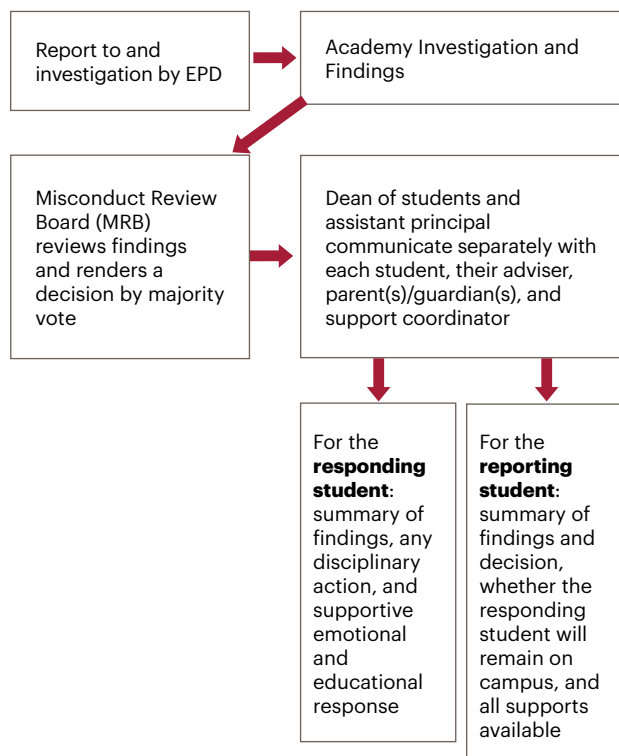 Report to and
investigation by EPD
Academy Investigation and
Findings
Misconduct Review
Board (MRB)
reviews findings
and renders a
decision by majority
vote
Dean of students and
assistant principal
communicate separately with
each student, their adviser,
parent(s)/guardian(s), and
support coordinator
For the
responding
student:
summary of
findings, any
disciplinary
action, and
supportive
emotional
and
educational
response
For the
reporting
student:
summary of
findings and
decision,
whether the
responding
student will
remain on
campus, and
all supports
available